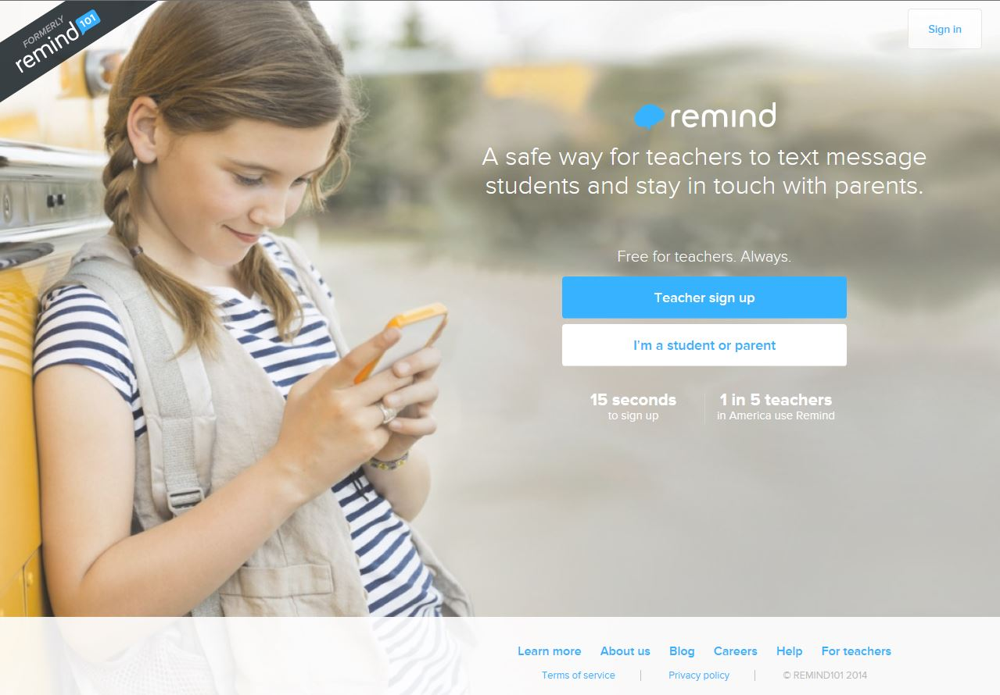 FORMERLY
remind101
Sign in
remind
A safe way for teachers to text message
students and stay in touch with parents.
Free for teachers. Always.
Teacher sign up
I'm a student or parent
15 seconds
to sign up
1 in 5 teachers
in America use Remind
Learn more About us Blog Careers Help For teachers
Terms of service | Privacy policy | © REMIND101 2014